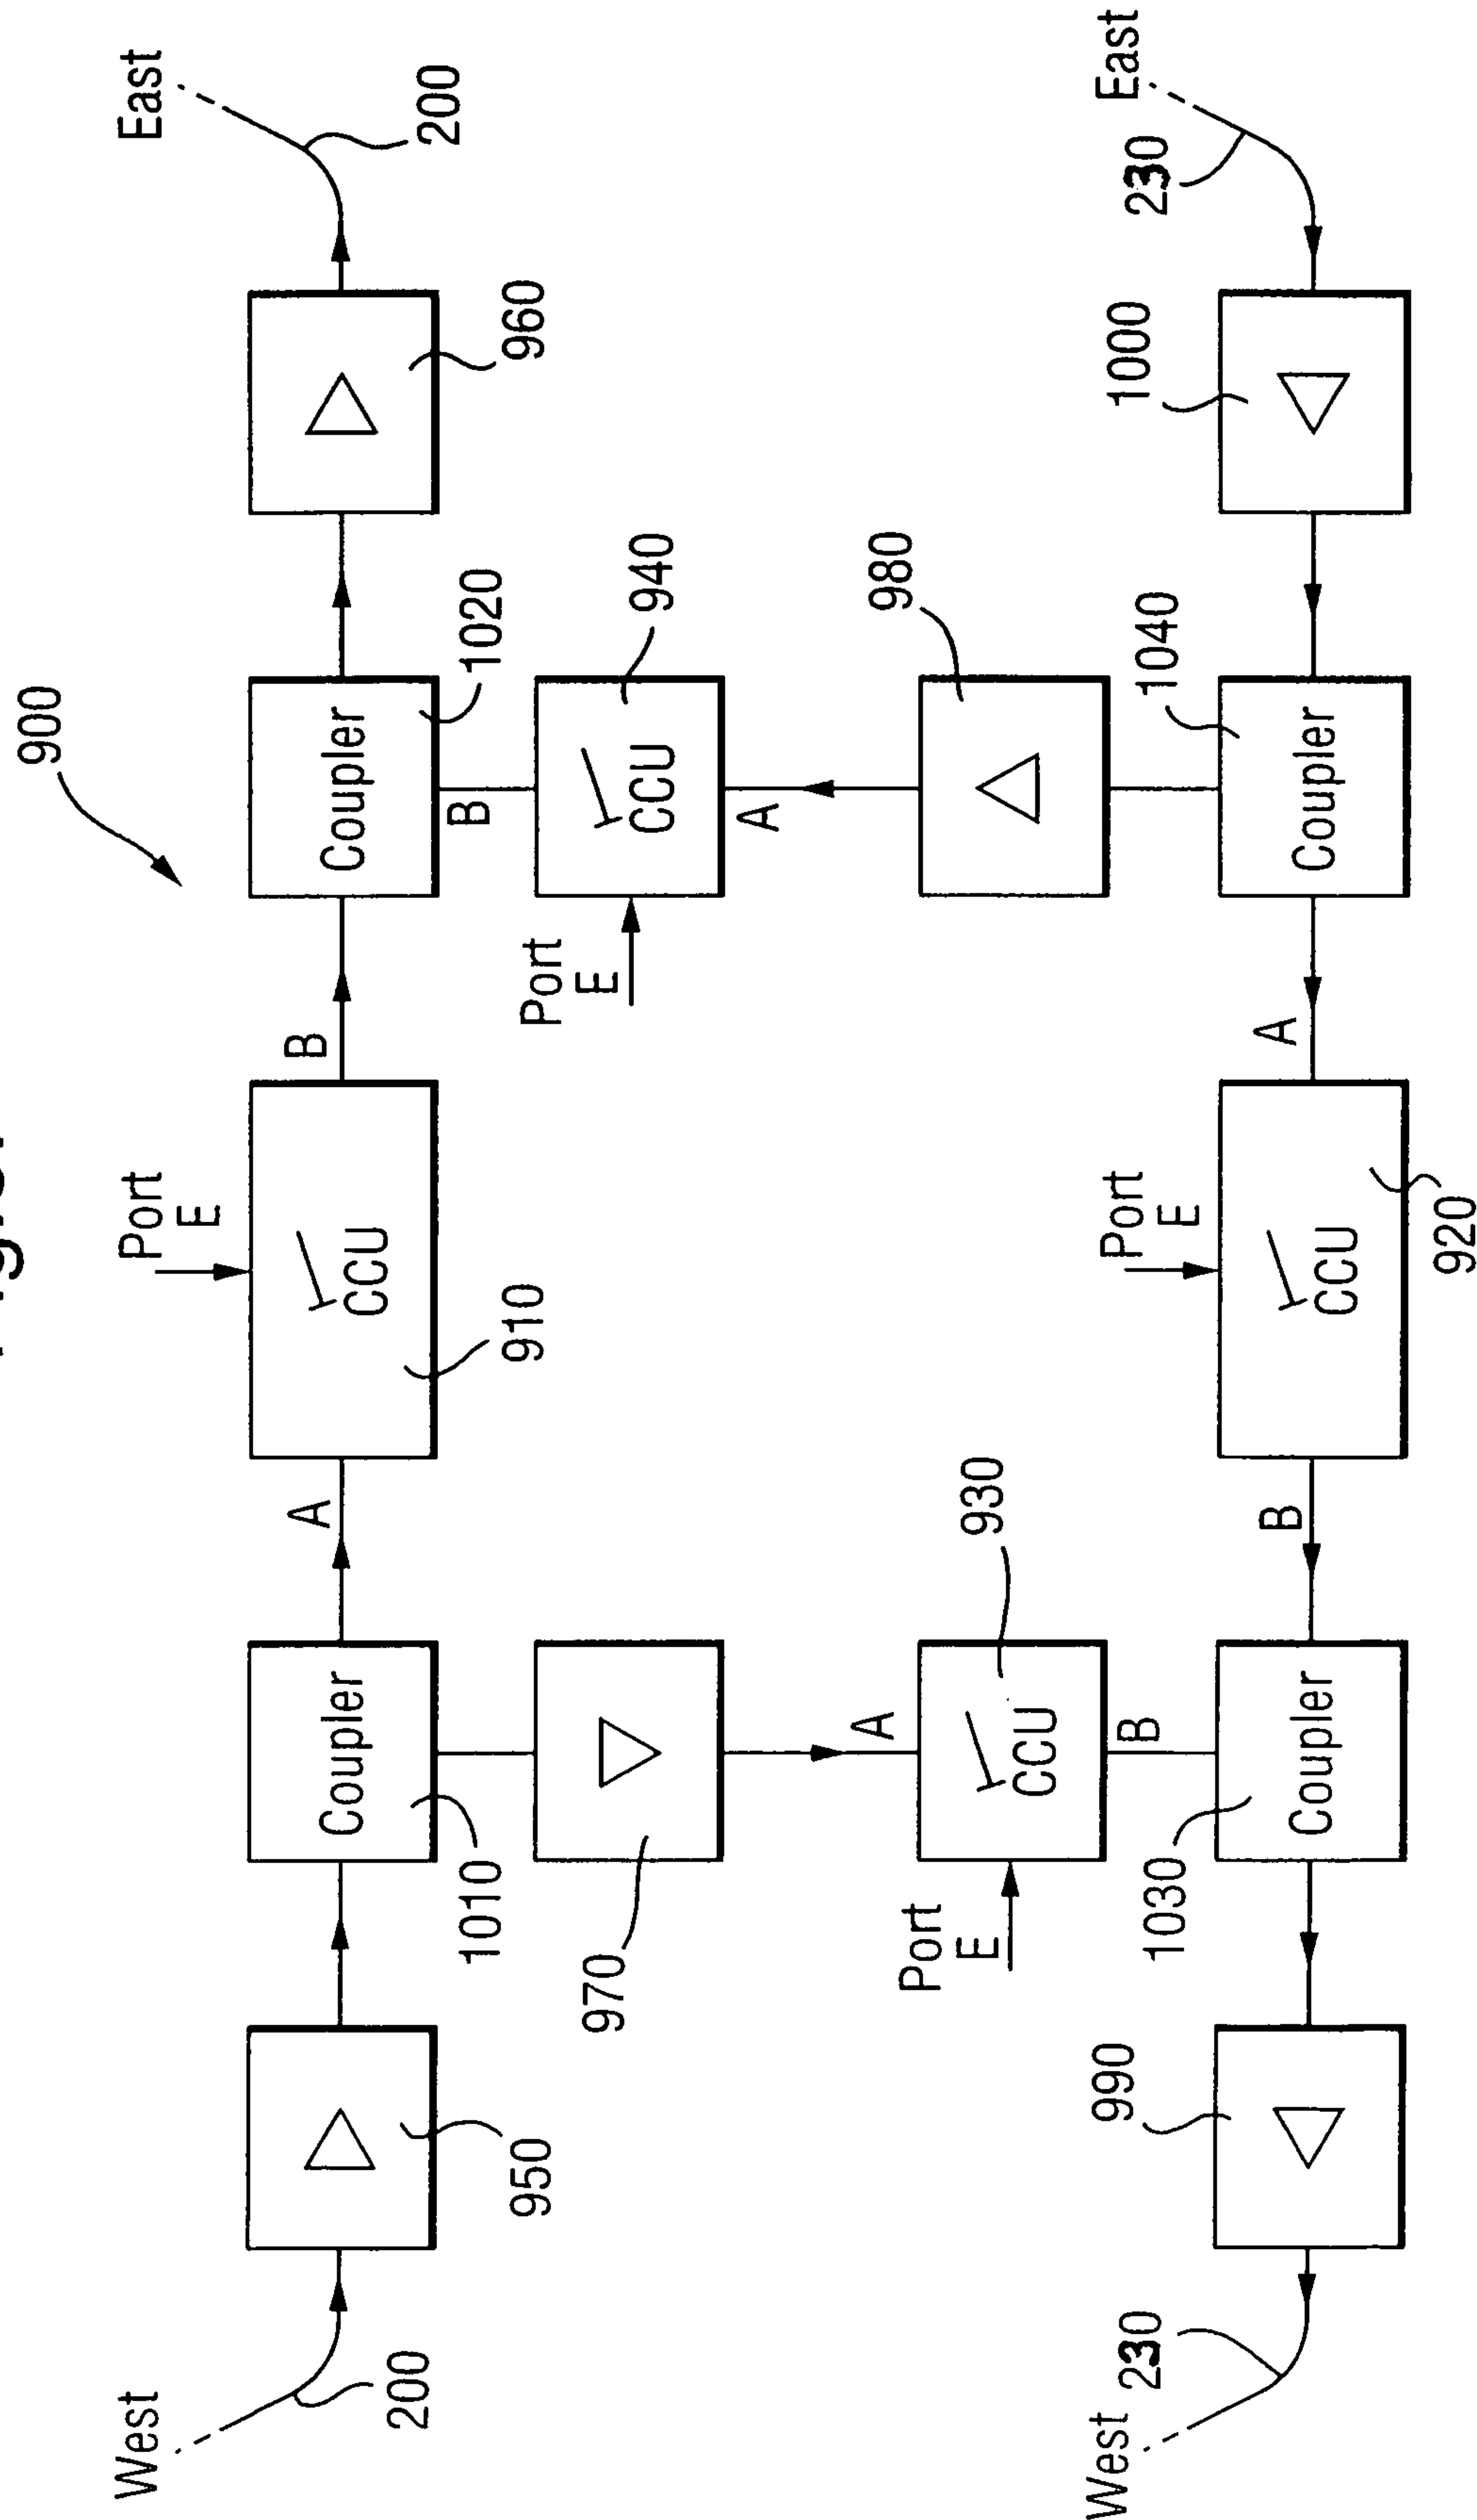 900
West
200
950
1010
Coupler
A
Port
E
CCU
910
B
Coupler
1020
960
East
200
970
Port
E
A
CCU
930
B
Port
E
B
CCU
940
A
980
West
230
990
1030
Coupler
B
Port
E
CCU
920
A
Coupler
1040
1000
230
East